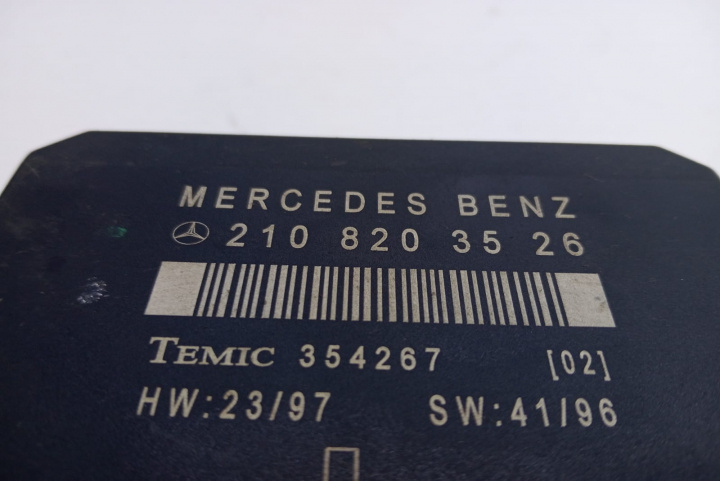 MERCEDES BENZ
210 820 35 26
TEMIC 354267 [02]
HW:23/97 SW:41/96